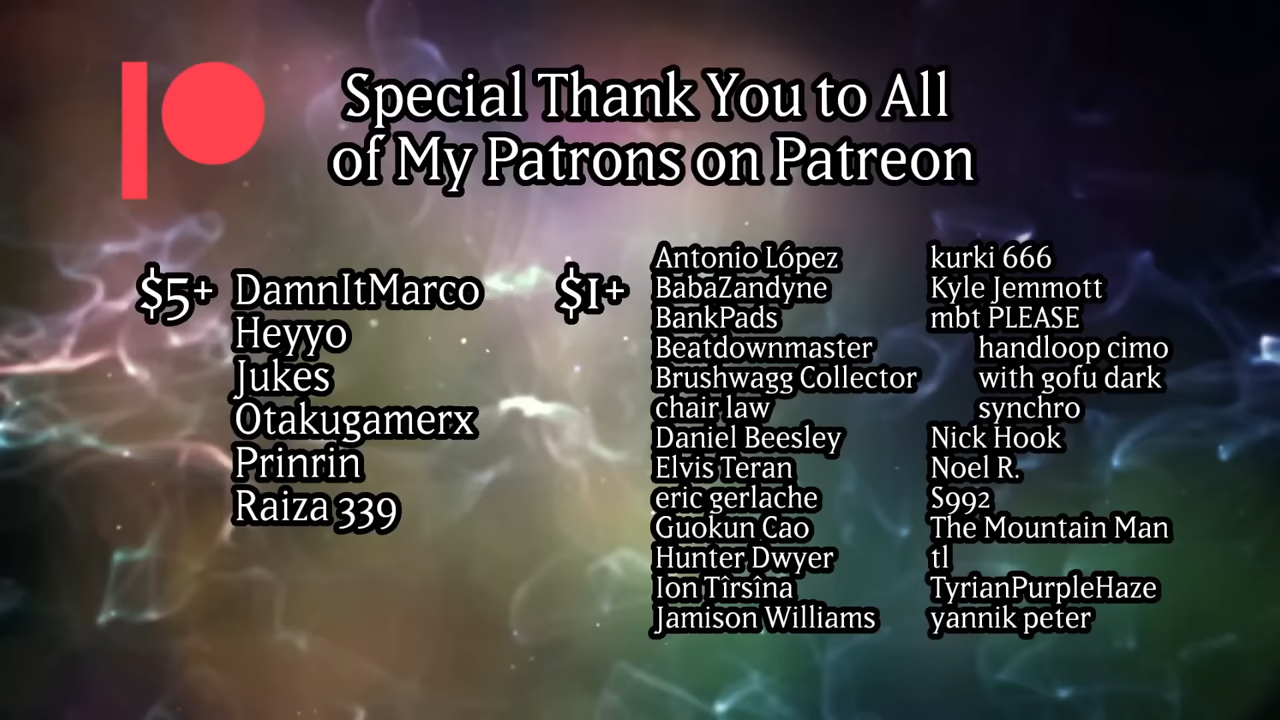 Special Thank You to All
of My Patrons on Patreon
$5+
DamnItMarco
Heyyo
Jukes
Otakugamerx
Prinrin
Raiza 339
$1+
Antonio López
BabaZandyne
BankPads
Beatdownmaster
Brushwagg Collector
chair law
Daniel Beesley
Elvis Teran
eric gerlache
Guokun Cao
Hunter Dwyer
Ion Tîrsîna
Jamison Williams
kurki 666
Kyle Jemmott
mbt PLEASE
handloop cimo
with gofu dark
synchro
Nick Hook
Noel R.
S992
The Mountain Man
tl
TyrianPurpleHaze
yannik peter